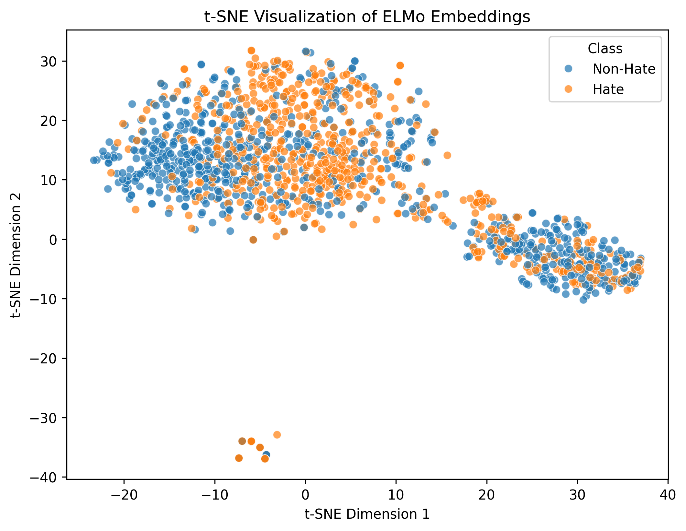 t-SNE Visualization of ELMo Embeddings
Class
Non-Hate
Hate
30
20
10
0
−10
−20
−30
−40
t-SNE Dimension 2
−20
−10
0
10
20
30
40
t-SNE Dimension 1